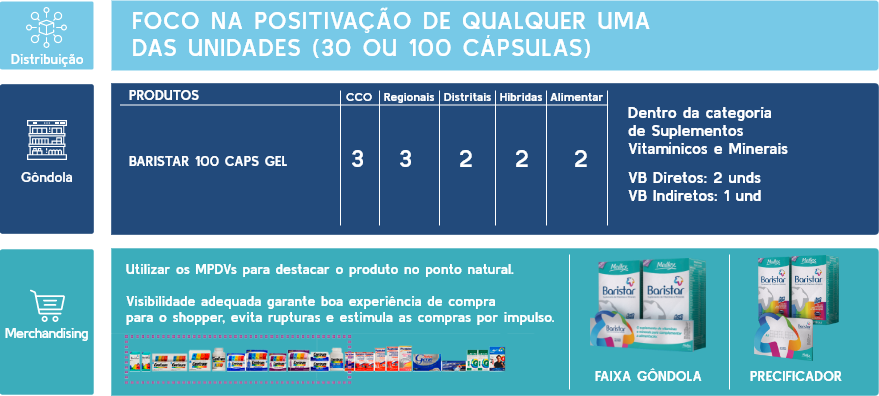 Distribuição
FOCO NA POSITIVAÇÃO DE QUALQUER UMA
DAS UNIDADES (30 OU 100 CÁPSULAS)
Gôndola
PRODUTOS CCO Regionais Distritais Híbridas Alimentar
BARISTAR 100 CAPS GEL 3 3 2 2 2
Dentro da categoria
de Suplementos
Vitamínicos e Minerais
VB Diretos: 2 unds
VB Indiretos: 1 und
Merchandising
Utilizar os MPDVs para destacar o produto no ponto natural.
Visibilidade adequada garante boa experiência de compra
para o shopper, evita rupturas e estimula as compras por impulso.
Baristar
Baristar
Baristar
FAIXA GÔNDOLA
Baristar
Baristar
PRECIFICADOR